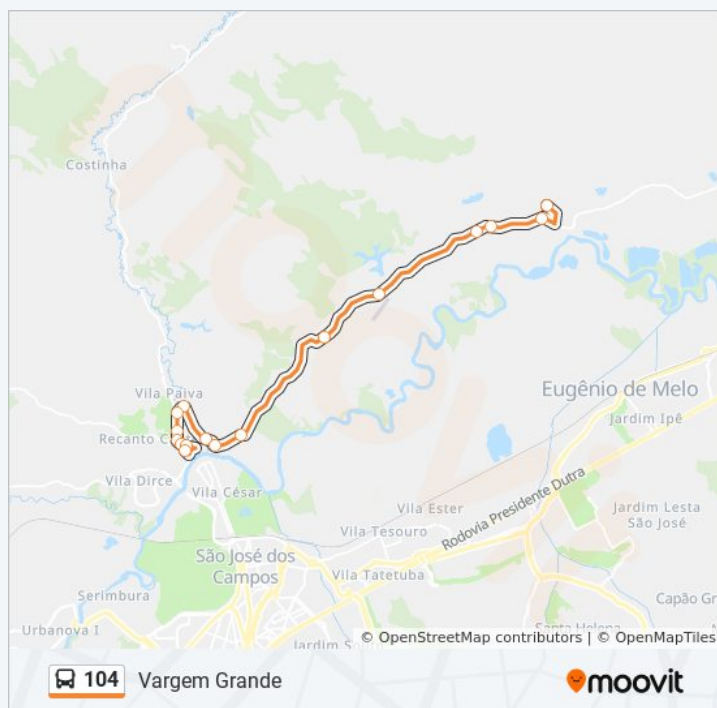 Costinha
Vila Paiva
Eugênio de Melo
Jardim Ipê
Vila Dirce
Vila César
Vila Ester
Rodovia Presidente Dutra
Jardim Lesta
São José
Vila Tesouro
São José dos
Campos
Vila Tatetuba
Serimbura
Capão
Urbanova I
© OpenStreetMap contributors | © OpenMapTiles
104 Vargem Grande
moovit